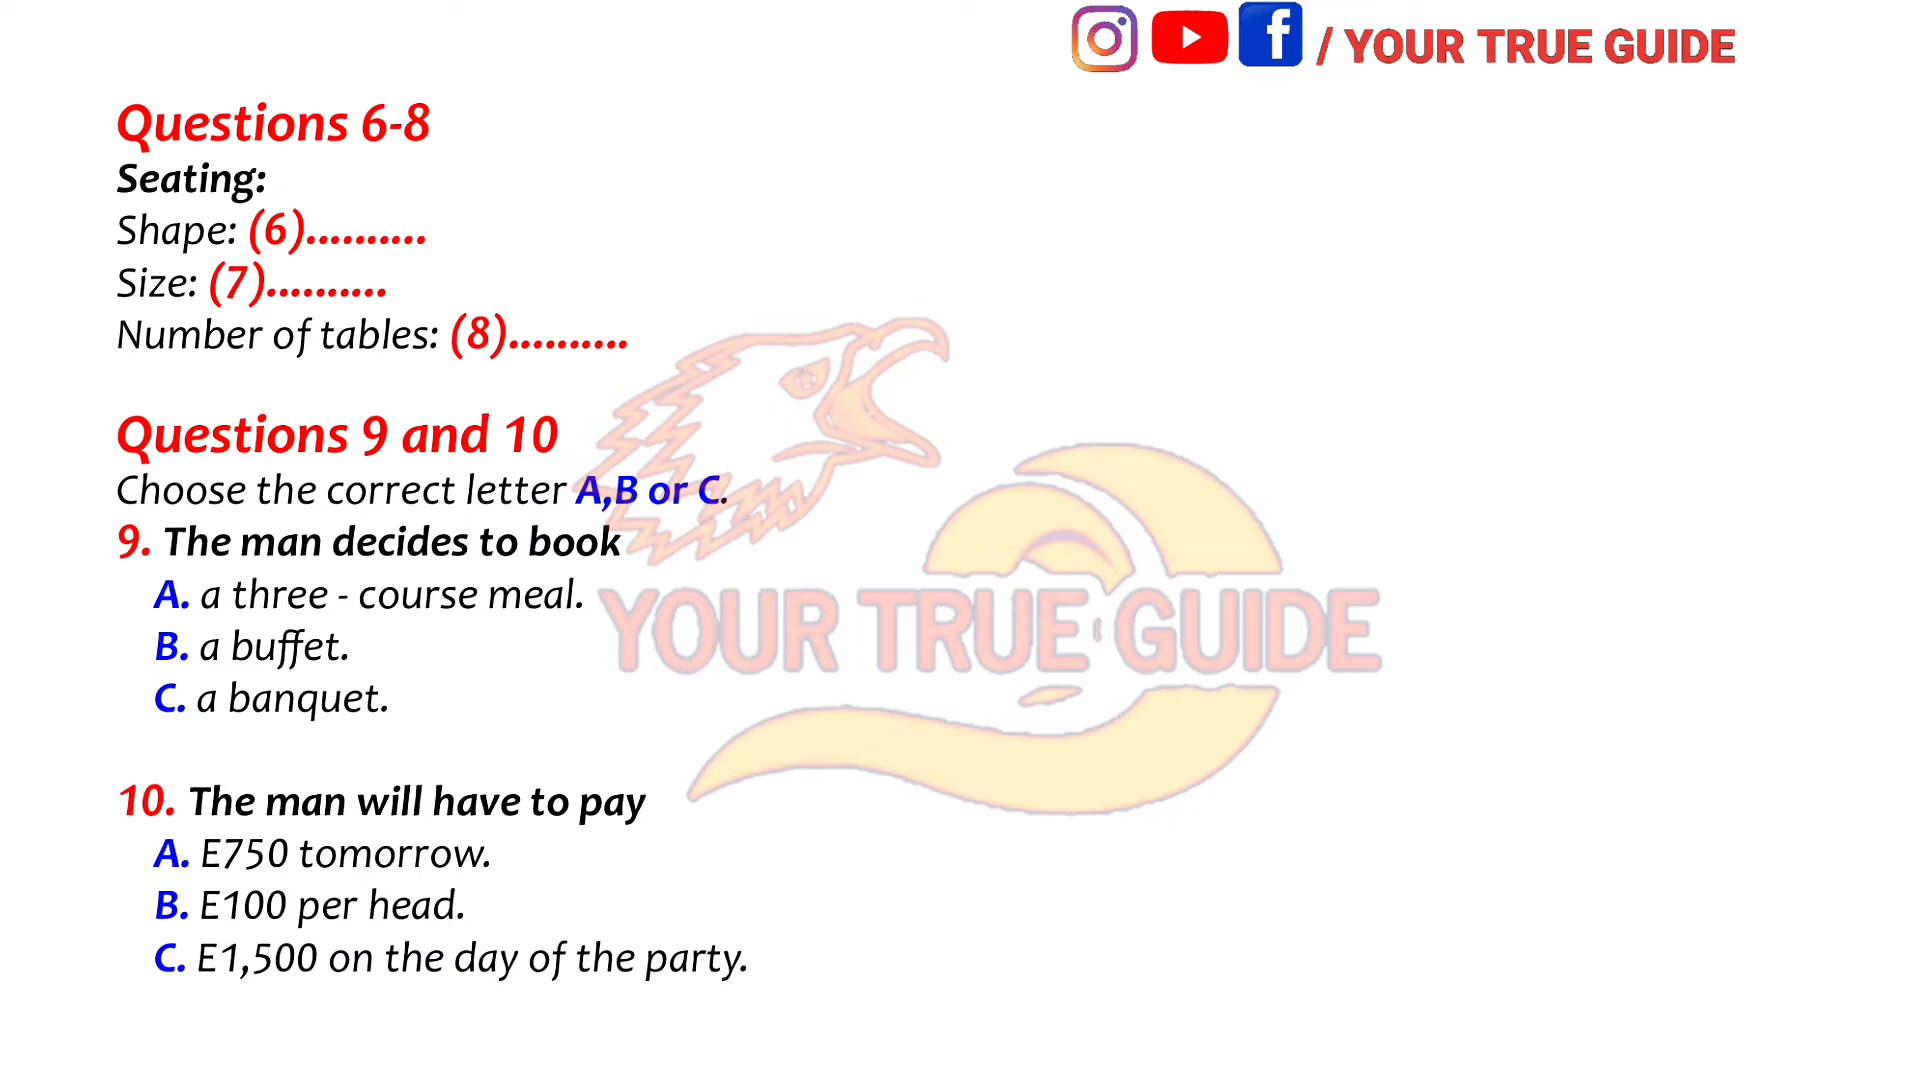 / YOUR TRUE GUIDE
Questions 6-8
Seating:
Shape: (6)..........
Size: (7)..........
Number of tables: (8)..........
Questions 9 and 10
Choose the correct letter A,B or C.
9. The man decides to book
A. a three - course meal.
B. a buffet.
C. a banquet.
YOUR TRUE GUIDE
10. The man will have to pay
A. E750 tomorrow.
B. E100 per head.
C. E1,500 on the day of the party.